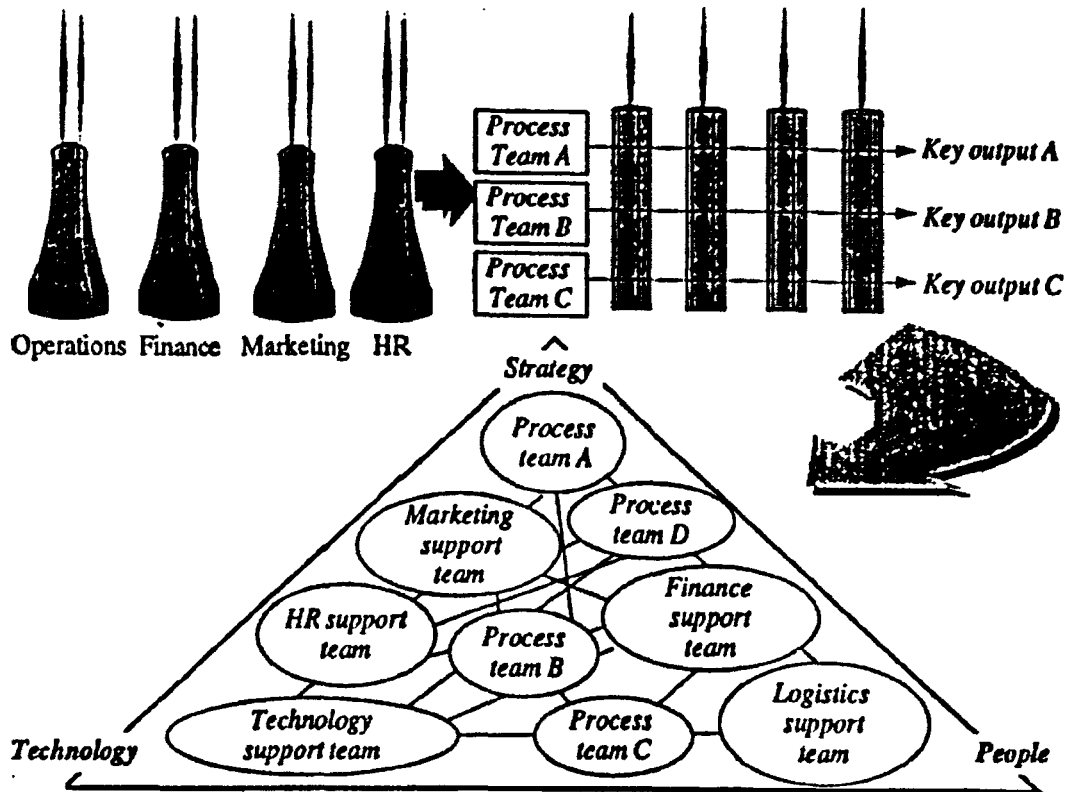 Operations Finance Marketing HR
Process
Team A
Process
Team B
Process
Team C
Key output A
Key output B
Key output C
Strategy
Process
team A
Marketing
support
team
Process
team D
HR support
team
Process
team B
Finance
support
team
Technology
support team
Process
team C
Logistics
support
team
Technology
People